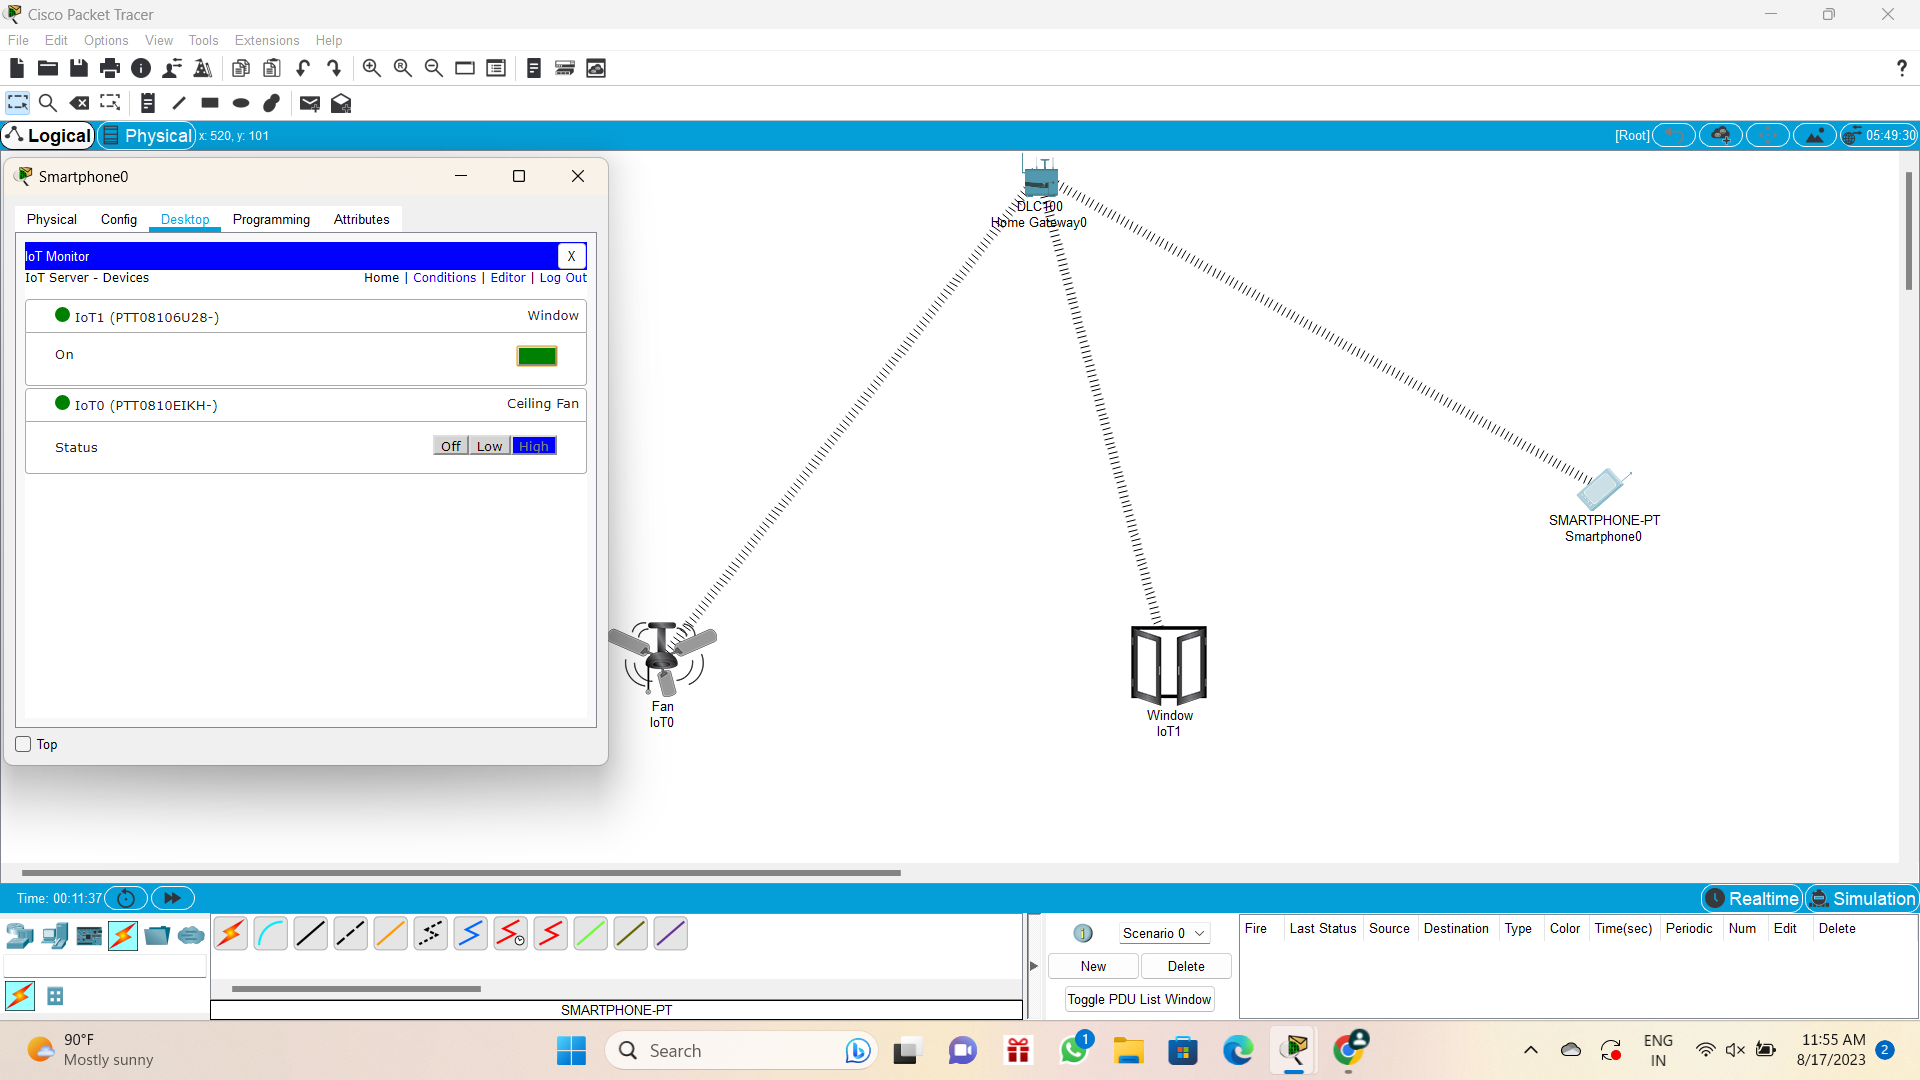 Cisco Packet Tracer
File Edit Options View Tools Extensions Help
?
Logical Physical x: 520, y: 101 [Root] 05:49:30
Smartphone0
Physical Config Desktop Programming Attributes
IoT Monitor X
IoT Server - Devices Home | Conditions | Editor | Log Out
IoT1 (PTT08106U28-) Window
On
IoT0 (PTT0810EIKH-) Ceiling Fan
Status Off Low High
Top
DLC100
Home Gateway0
SMARTPHONE-PT
Smartphone0
Fan
IoT0
Window
IoT1
Time: 00:11:37 Realtime Simulation
Scenario 0
New Delete
Toggle PDU List Window
Fire Last Status Source Destination Type Color Time(sec) Periodic Num Edit Delete
SMARTPHONE-PT
90°F
Mostly sunny
Search
1
ENG
IN
11:55 AM
8/17/2023
2